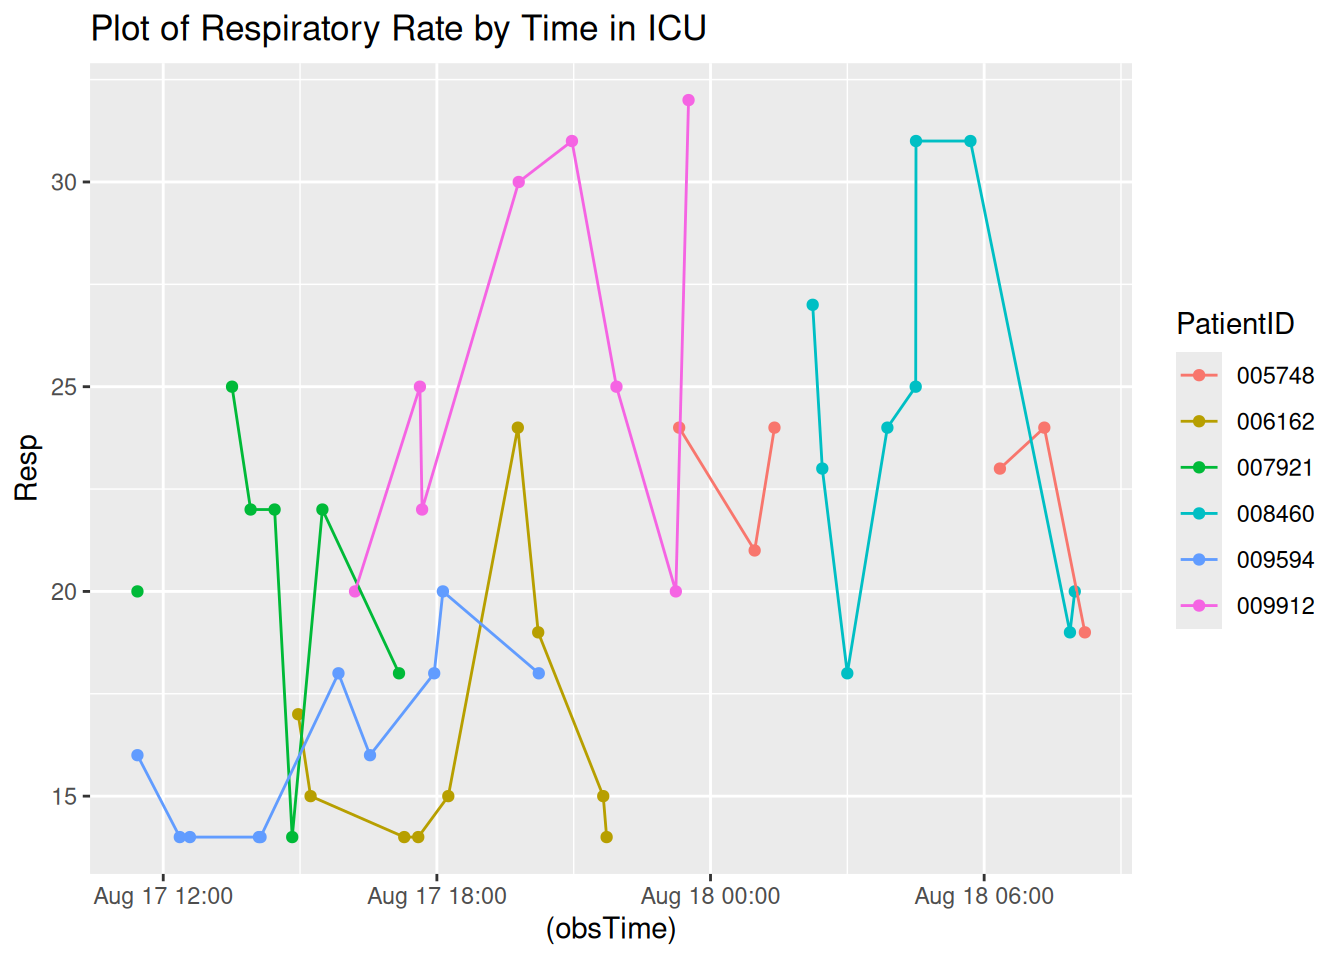 Plot of Respiratory Rate by Time in ICU
30
25
20
15
Resp
Aug 17 12:00 Aug 17 18:00 Aug 18 00:00 Aug 18 06:00
(obsTime)
PatientID
005748
006162
007921
008460
009594
009912